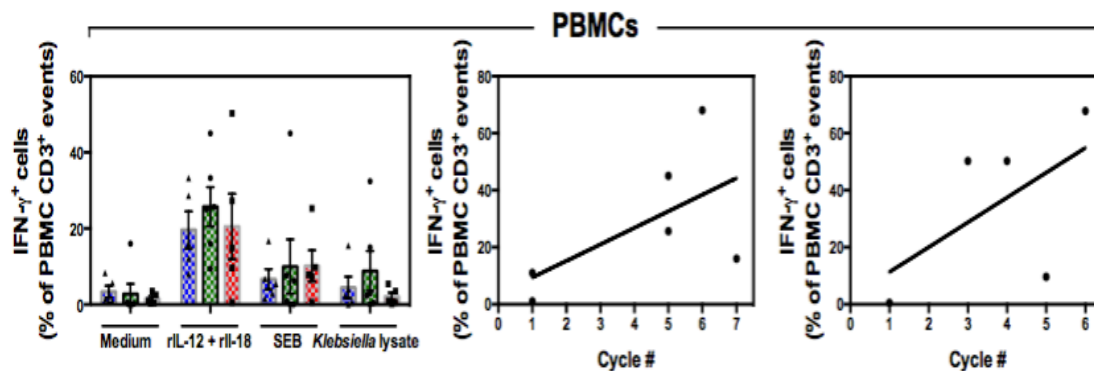 PBMCs
IFN-γ⁺ cells
(% of PBMC CD3⁺ events)
60
40
20
0
Medium
rIL-12 + rIl-18
SEB
Klebsiella lysate
IFN-γ⁺ cells
(% of PBMC CD3⁺ events)
80
60
40
20
0
0 1 2 3 4 5 6 7
Cycle #
IFN-γ⁺ cells
(% of PBMC CD3⁺ events)
80
60
40
20
0
0 1 2 3 4 5 6
Cycle #